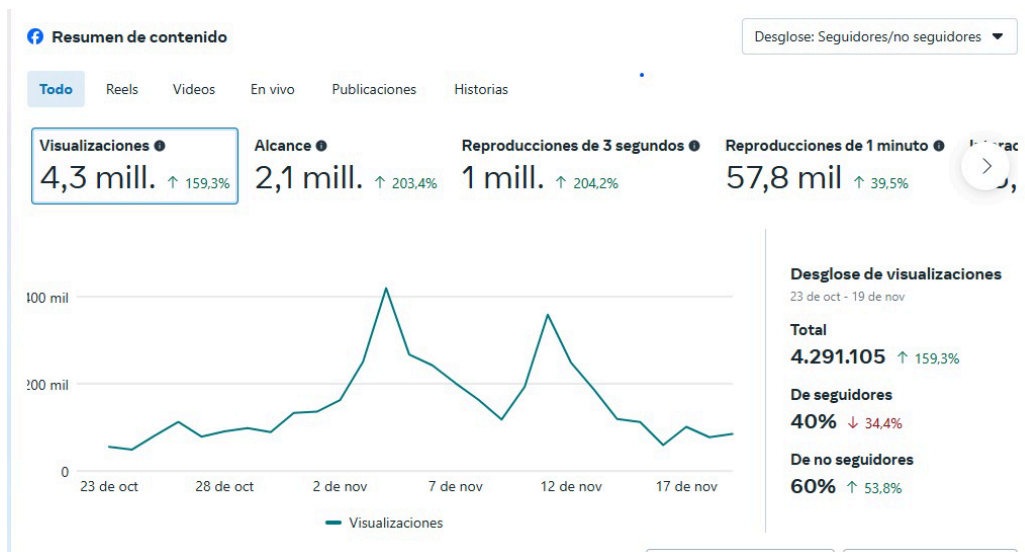 Resumen de contenido
Desglose: Seguidores/no seguidores
Todo Reels Videos En vivo Publicaciones Historias
Visualizaciones Alcance Reproducciones de 3 segundos Reproducciones de 1 minuto
4,3 mill. ↑ 159,3% 2,1 mill. ↑ 203,4% 1 mill. ↑ 204,2% 57,8 mil ↑ 39,5%
Desglose de visualizaciones
23 de oct - 19 de nov
Total
4.291.105 ↑ 159,3%
De seguidores
40% ↓ 34,4%
De no seguidores
60% ↑ 53,8%
400 mil
200 mil
0
23 de oct 28 de oct 2 de nov 7 de nov 12 de nov 17 de nov
Visualizaciones